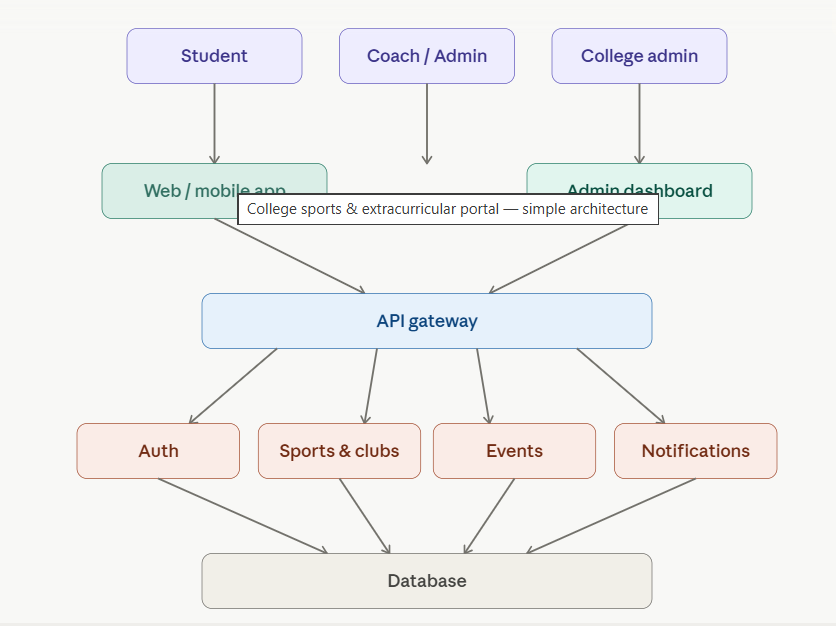 Student
Coach / Admin
College admin
Web / mobile app
Admin dashboard
College sports & extracurricular portal — simple architecture
API gateway
Auth
Sports & clubs
Events
Notifications
Database